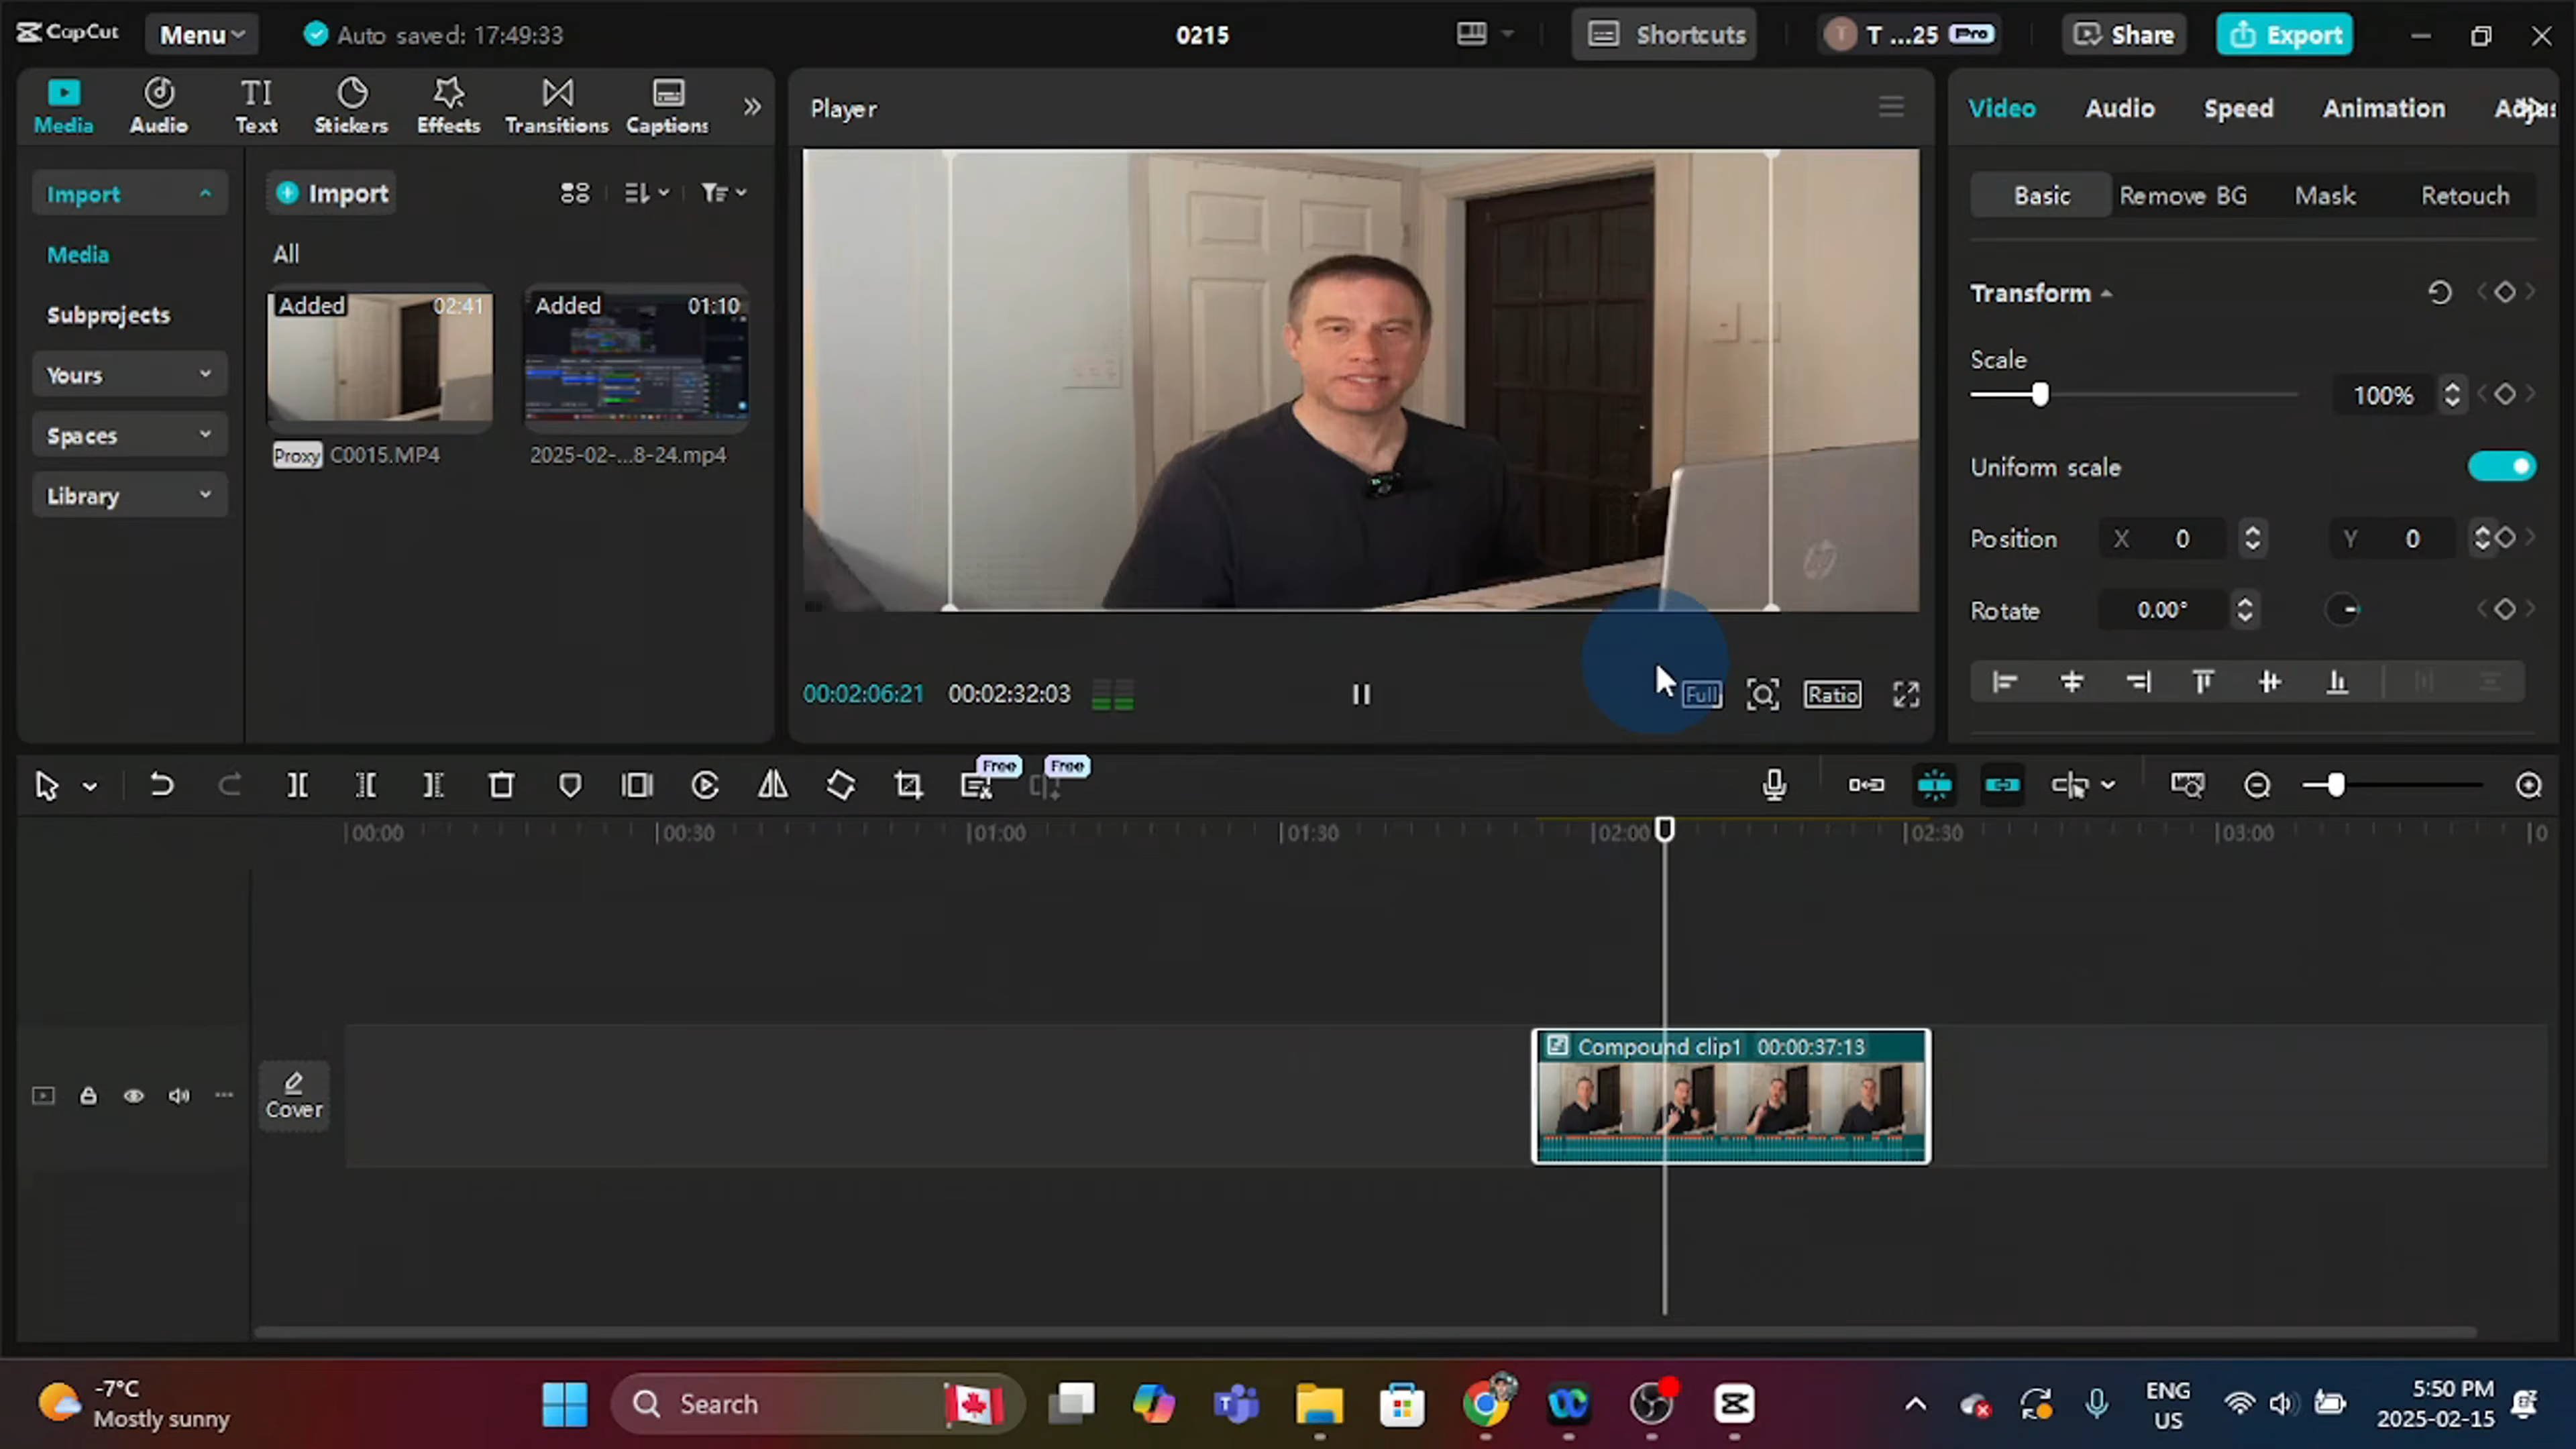 CapCut
Menu
Auto saved: 17:49:33
0215
Shortcuts
T
T ...25
Pro
Share
Export
Media
Audio
Text
Stickers
Effects
Transitions
Captions
Import
Media
Subprojects
Yours
Spaces
Library
Import
All
Added
02:41
Proxy
C0015.MP4
Added
01:10
2025-02-...8-24.mp4
Player
hp
00:02:06:21
00:02:32:03
Full
Ratio
Video
Audio
Speed
Animation
Basic
Remove BG
Mask
Retouch
Transform
Scale
100%
Uniform scale
Position
X 0
Y 0
Rotate
0.00°
Free
Free
00:00
00:30
01:00
01:30
02:00
02:30
03:00
0
Cover
Compound clip1 00:00:37:13
-7°C
Mostly sunny
Search
ENG
US
5:50 PM
2025-02-15